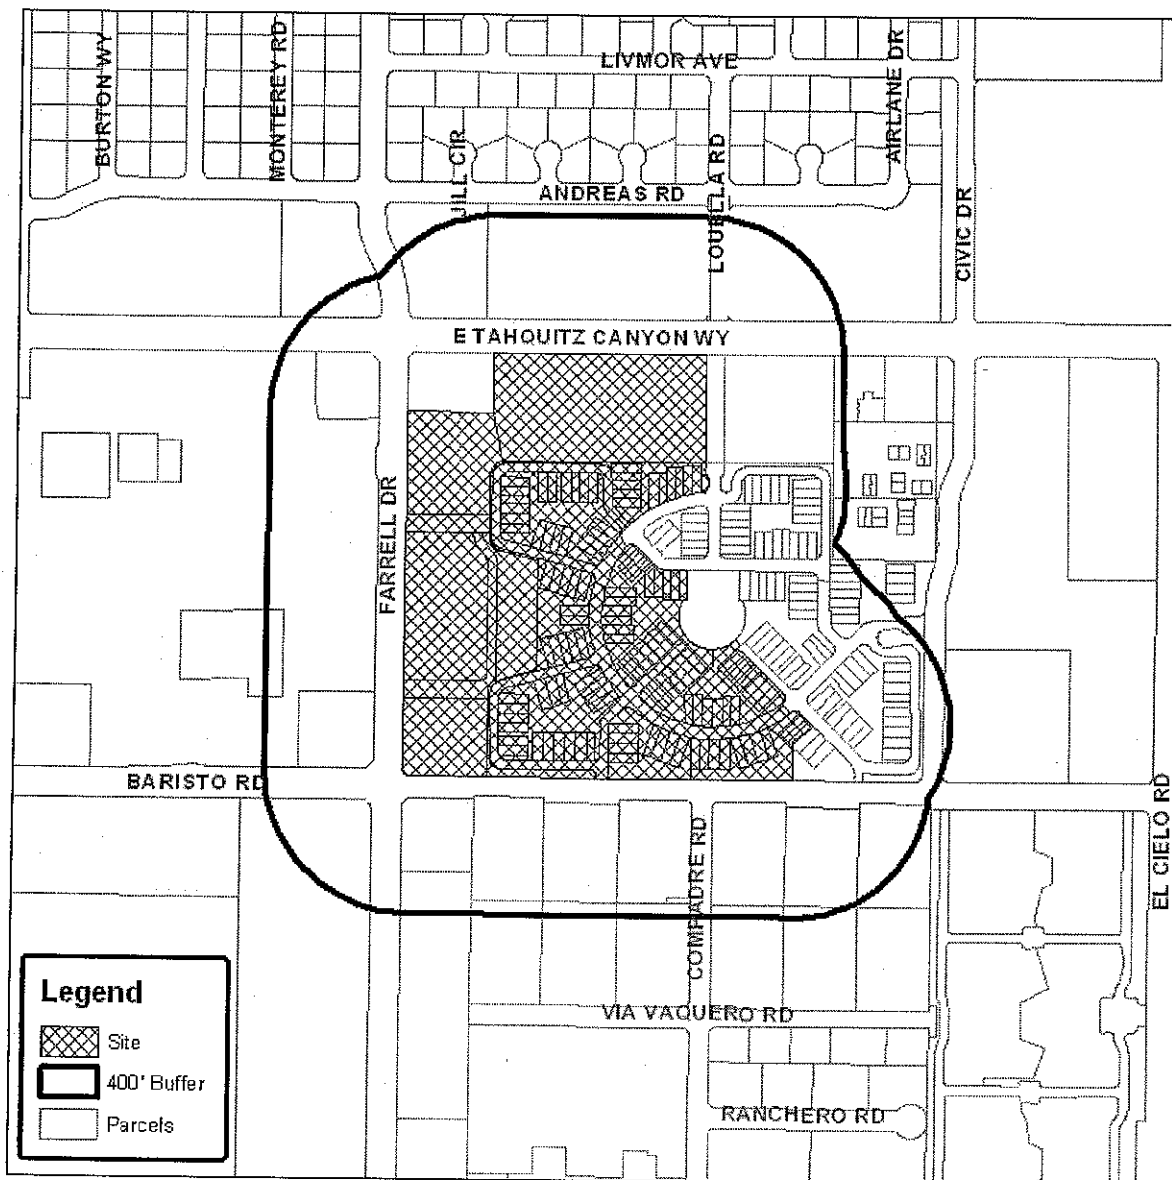 LIVMOR AVE
BURTON WY
MONTEREY RD
AIRLANE DR
JILL CIR
LOUELLA RD
ANDREAS RD
CIVIC DR
E TAHQUITZ CANYON WY
FARRELL DR
BARISTO RD
COMPADRE RD
EL CIELO RD
VIA VAQUERO RD
RANCHERO RD
Legend
Site
400' Buffer
Parcels